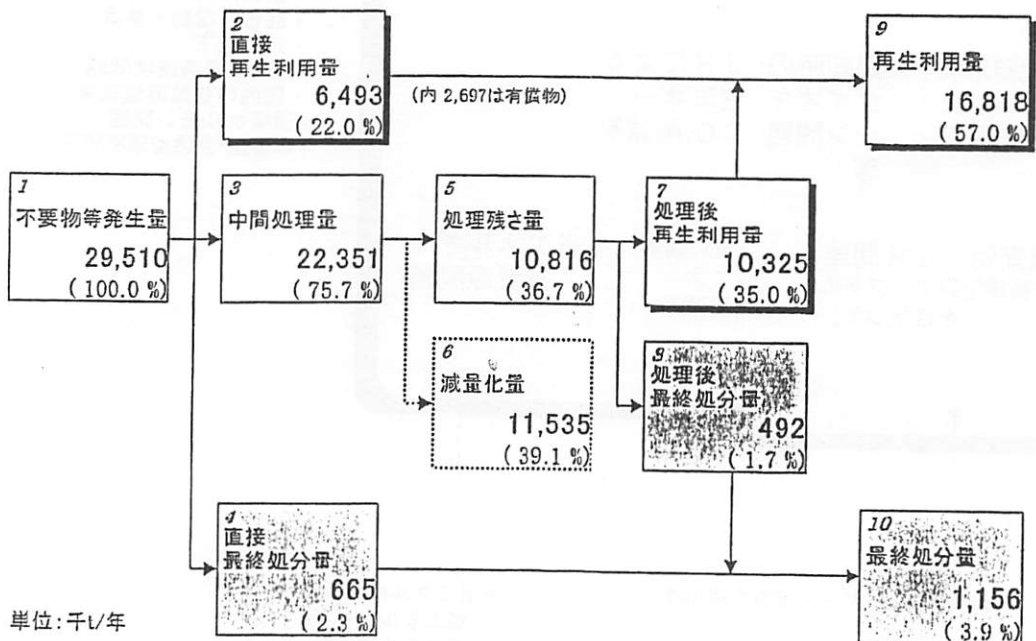 2
直接
再生利用量
6,493
(22.0 %)
(内 2,697は有償物)
9
再生利用量
16,818
(57.0 %)
1
不要物等発生量
29,510
(100.0 %)
3
中間処理量
22,351
(75.7 %)
5
処理残さ量
10,816
(36.7 %)
7
処理後
再生利用量
10,325
(35.0 %)
6
減量化量
11,535
(39.1 %)
8
処理後
最終処分量
492
(1.7 %)
4
直接
最終処分量
665
(2.3 %)
10
最終処分量
1,156
(3.9 %)
単位:千t/年